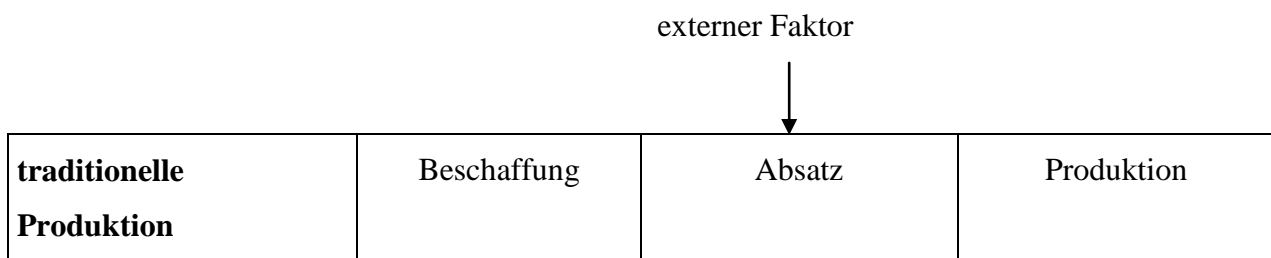 externer Faktor
traditionelle Beschaffung Absatz Produktion
Produktion